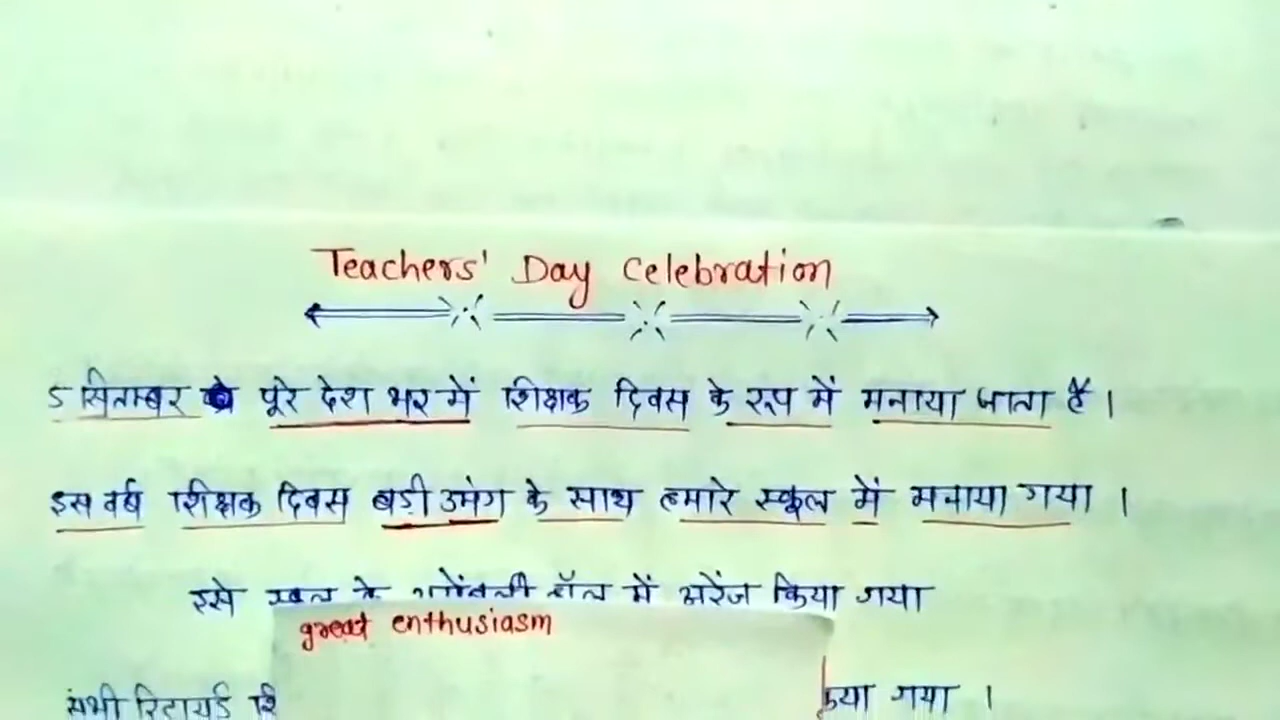 Teachers' Day Celebration
5 सितम्बर को पूरे देश भर में शिक्षक दिवस के रूप में मनाया जाता है।
इस वर्ष शिक्षक दिवस बड़ी उमंग के साथ हमारे स्कूल में मनाया गया।
इसे स्कूल के हॉल में अरेंज किया गया
great enthusiasm
सभी रिटायर्ड गया ।